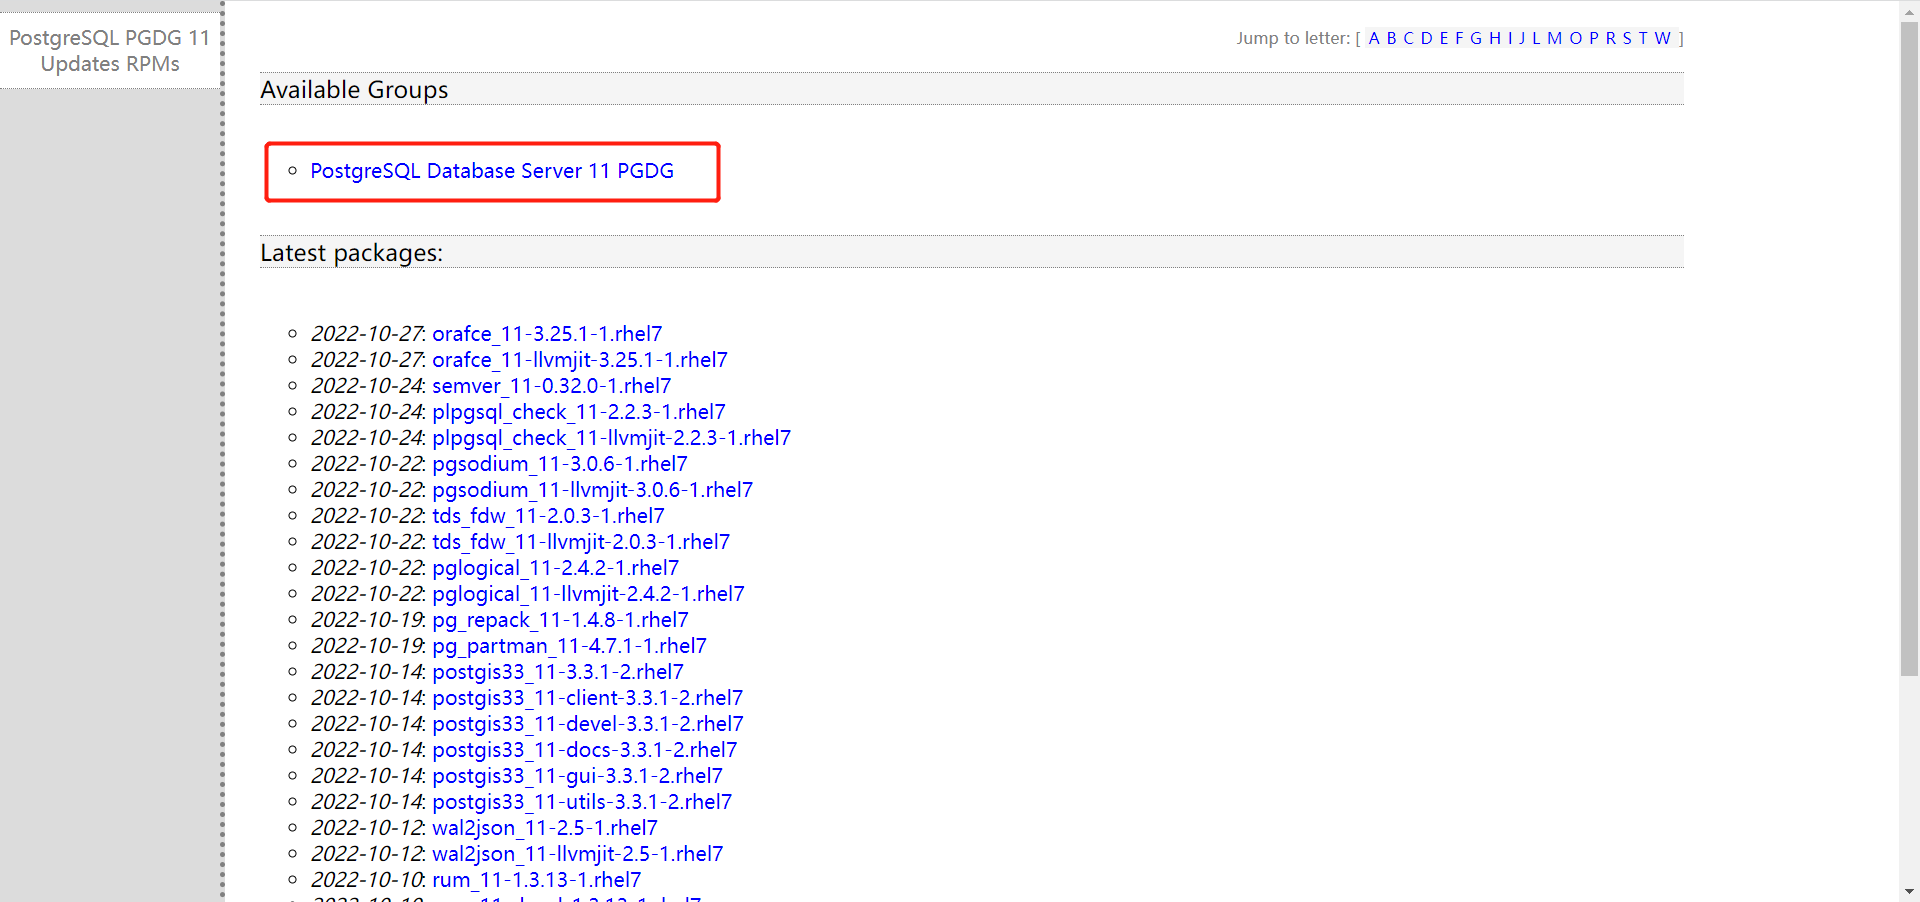 PostgreSQL PGDG 11
Updates RPMs
Jump to letter: [ A B C D E F G H I J L M O P R S T W ]
Available Groups
PostgreSQL Database Server 11 PGDG
Latest packages:
2022-10-27: orafce_11-3.25.1-1.rhel7
2022-10-27: orafce_11-llvmjit-3.25.1-1.rhel7
2022-10-24: semver_11-0.32.0-1.rhel7
2022-10-24: plpgsql_check_11-2.2.3-1.rhel7
2022-10-24: plpgsql_check_11-llvmjit-2.2.3-1.rhel7
2022-10-22: pgsodium_11-3.0.6-1.rhel7
2022-10-22: pgsodium_11-llvmjit-3.0.6-1.rhel7
2022-10-22: tds_fdw_11-2.0.3-1.rhel7
2022-10-22: tds_fdw_11-llvmjit-2.0.3-1.rhel7
2022-10-22: pglogical_11-2.4.2-1.rhel7
2022-10-22: pglogical_11-llvmjit-2.4.2-1.rhel7
2022-10-19: pg_repack_11-1.4.8-1.rhel7
2022-10-19: pg_partman_11-4.7.1-1.rhel7
2022-10-14: postgis33_11-3.3.1-2.rhel7
2022-10-14: postgis33_11-client-3.3.1-2.rhel7
2022-10-14: postgis33_11-devel-3.3.1-2.rhel7
2022-10-14: postgis33_11-docs-3.3.1-2.rhel7
2022-10-14: postgis33_11-gui-3.3.1-2.rhel7
2022-10-14: postgis33_11-utils-3.3.1-2.rhel7
2022-10-12: wal2json_11-2.5-1.rhel7
2022-10-12: wal2json_11-llvmjit-2.5-1.rhel7
2022-10-10: rum_11-1.3.13-1.rhel7